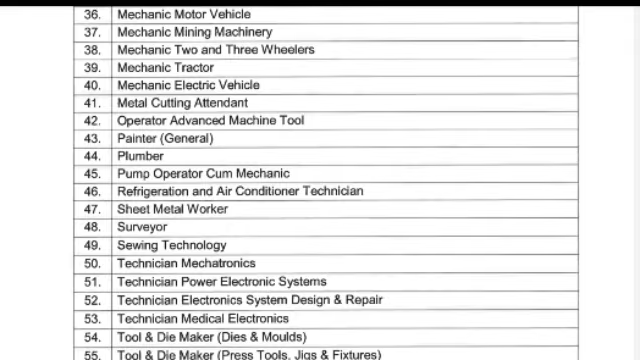 36. Mechanic Motor Vehicle
37. Mechanic Mining Machinery
38. Mechanic Two and Three Wheelers
39. Mechanic Tractor
40. Mechanic Electric Vehicle
41. Metal Cutting Attendant
42. Operator Advanced Machine Tool
43. Painter (General)
44. Plumber
45. Pump Operator Cum Mechanic
46. Refrigeration and Air Conditioner Technician
47. Sheet Metal Worker
48. Surveyor
49. Sewing Technology
50. Technician Mechatronics
51. Technician Power Electronic Systems
52. Technician Electronics System Design & Repair
53. Technician Medical Electronics
54. Tool & Die Maker (Dies & Moulds)
55. Tool & Die Maker (Press Tools, Jigs & Fixtures)